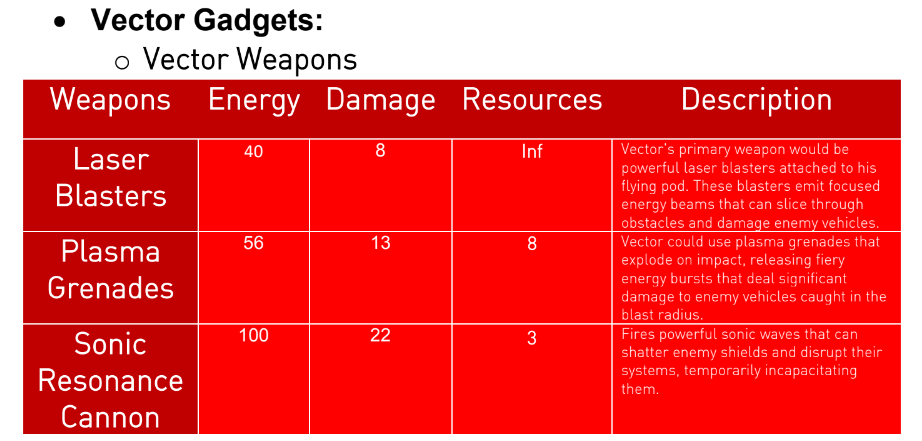 • Vector Gadgets:
o Vector Weapons
Weapons Energy Damage Resources Description
Laser
Blasters
40
8
Inf
Vector's primary weapon would be
powerful laser blasters attached to his
flying pod. These blasters emit focused
energy beams that can slice through
obstacles and damage enemy vehicles.
Plasma
Grenades
56
13
8
Vector could use plasma grenades that
explode on impact, releasing fiery
energy bursts that deal significant
damage to enemy vehicles caught in the
blast radius.
Sonic
Resonance
Cannon
100
22
3
Fires powerful sonic waves that can
shatter enemy shields and disrupt their
systems, temporarily incapacitating
them.